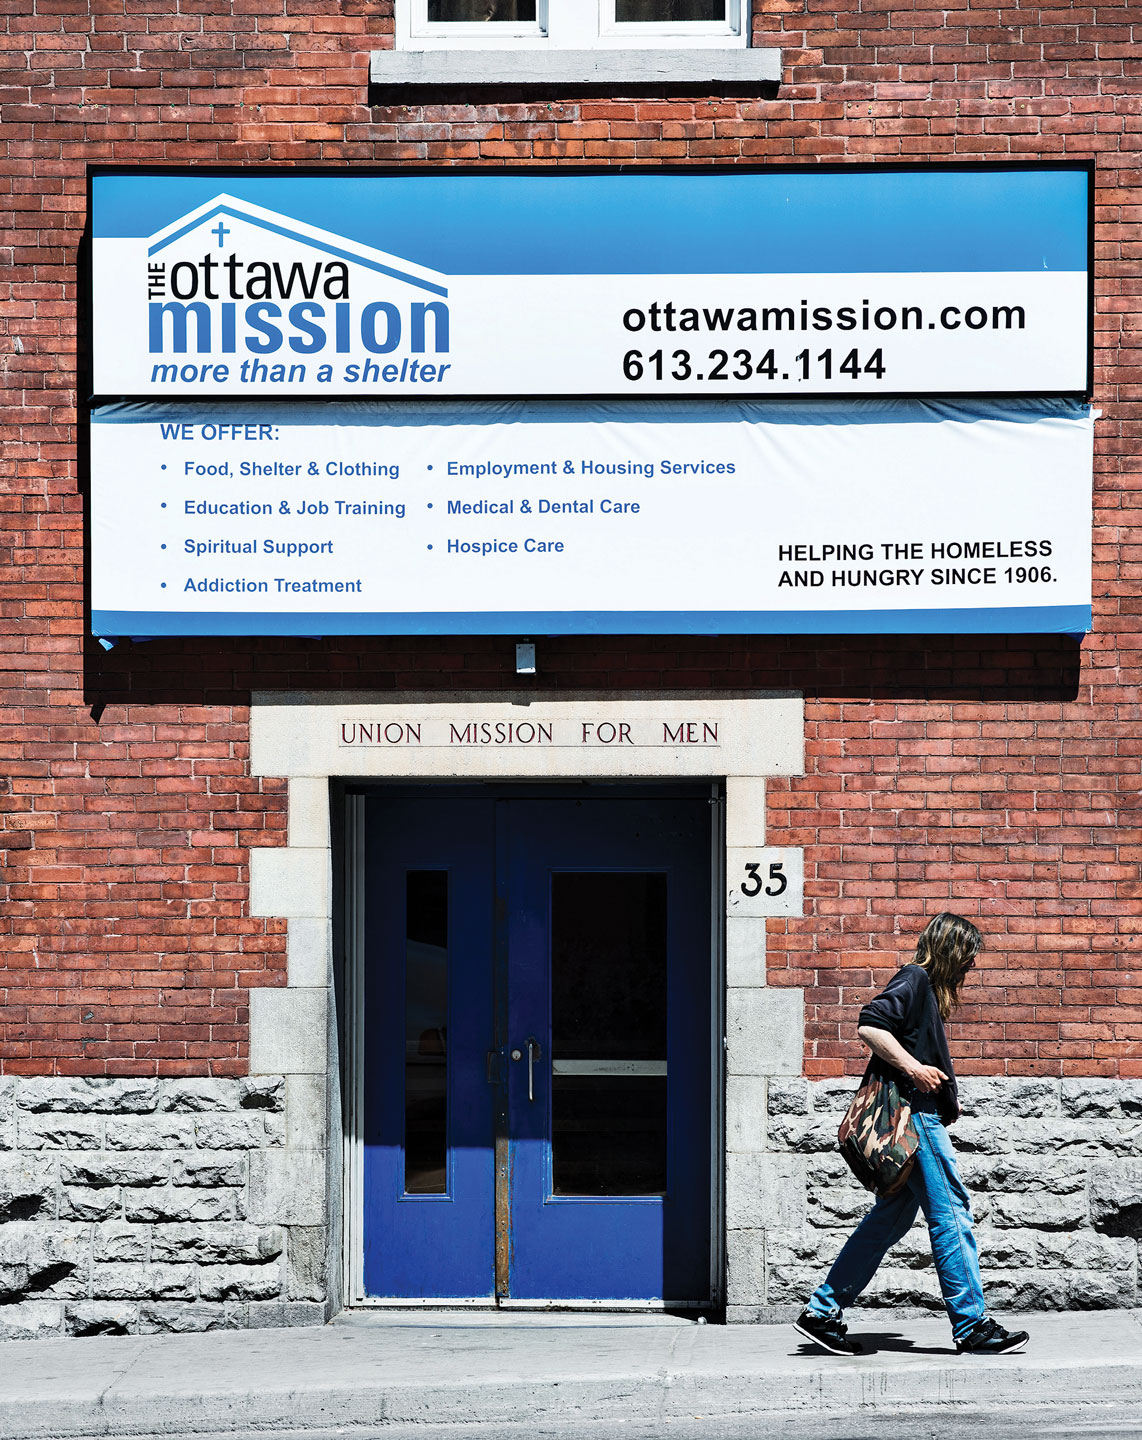 THE ottawa
mission
more than a shelter
ottawamission.com
613.234.1144
WE OFFER:
• Food, Shelter & Clothing
• Education & Job Training
• Spiritual Support
• Addiction Treatment
• Employment & Housing Services
• Medical & Dental Care
• Hospice Care
HELPING THE HOMELESS
AND HUNGRY SINCE 1906.
UNION MISSION FOR MEN
35